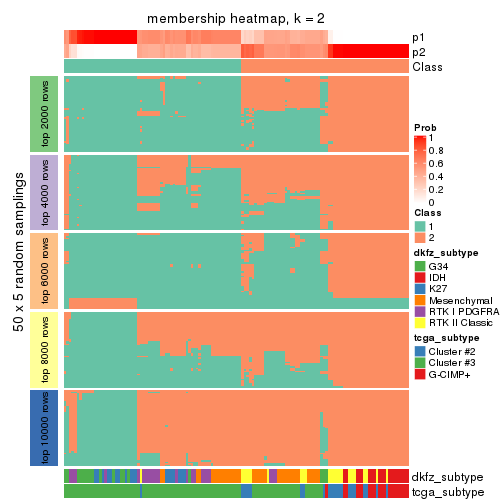 membership heatmap, k = 2
p1
p2
Class
50 x 5 random samplings
top 2000 rows
top 4000 rows
top 6000 rows
top 8000 rows
top 10000 rows
Prob
1
0.8
0.6
0.4
0.2
0
Class
1
2
dkfz_subtype
G34
IDH
K27
Mesenchymal
RTK I PDGFRA
RTK II Classic
tcga_subtype
Cluster #2
Cluster #3
G-CIMP+
dkfz_subtype
tcga_subtype